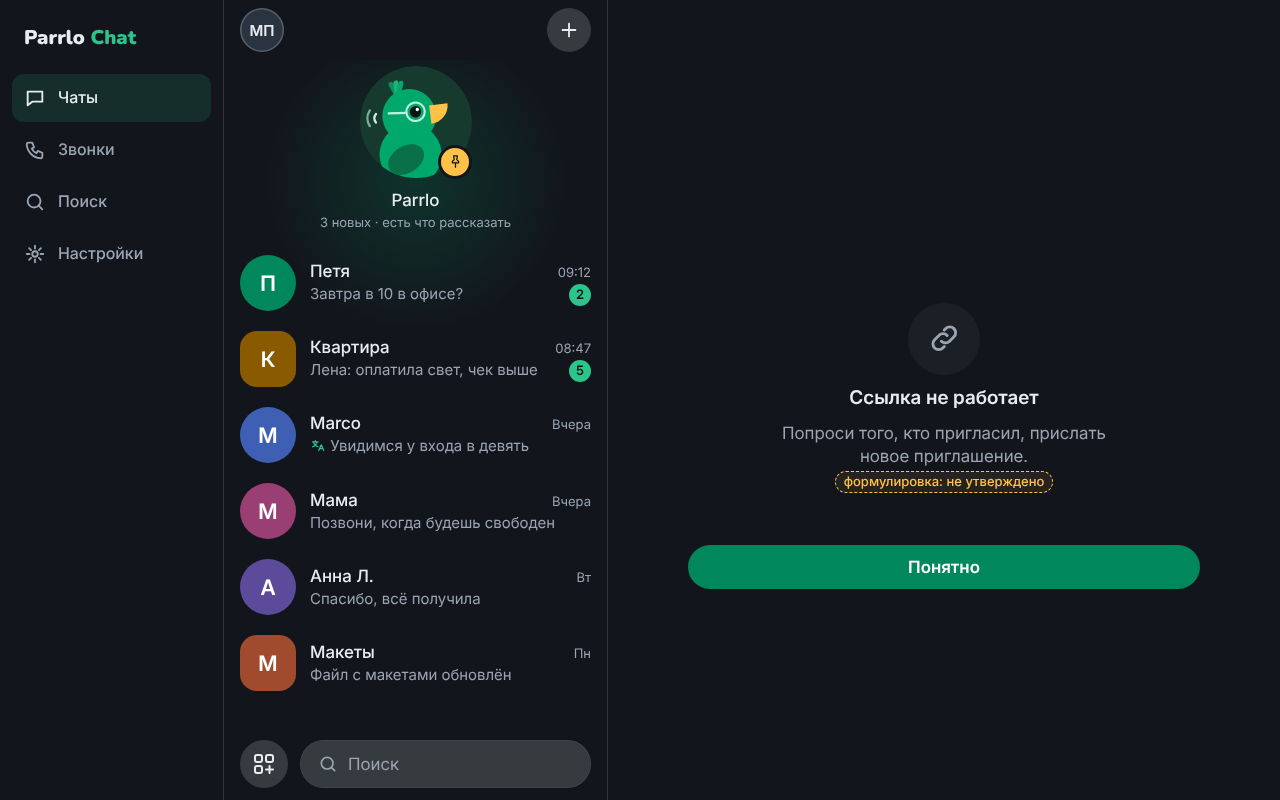 Parrlo Chat
Чаты
Звонки
Поиск
Настройки
МП
Parrlo
3 новых · есть что рассказать
П
Петя
09:12
Завтра в 10 в офисе?
2
К
Квартира
08:47
Лена: оплатила свет, чек выше
5
M
Marco
Вчера
Увидимся у входа в девять
М
Мама
Вчера
Позвони, когда будешь свободен
А
Анна Л.
Вт
Спасибо, всё получила
М
Макеты
Пн
Файл с макетами обновлён
Поиск
Ссылка не работает
Попроси того, кто пригласил, прислать
новое приглашение.
формулировка: не утверждено
Понятно